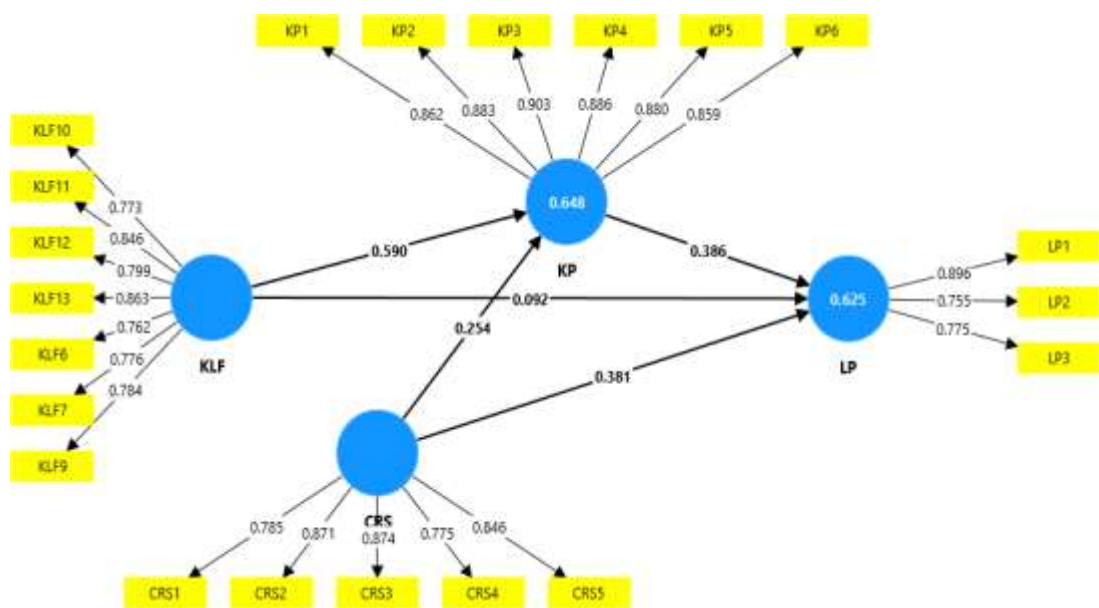 KP1 KP2 KP3 KP4 KP5 KP6
0.862 0.883 0.903 0.886 0.880 0.859
KLF10
KLF11
KLF12
KLF13
KLF6
KLF7
KLF9
0.773
0.846
0.799
0.863
0.762
0.776
0.784
KLF
0.590
0.648
KP
0.386
0.092
0.254
0.381
0.625
LP
0.896
0.755
0.775
LP1
LP2
LP3
CRS
0.785 0.871 0.874 0.775 0.846
CRS1 CRS2 CRS3 CRS4 CRS5